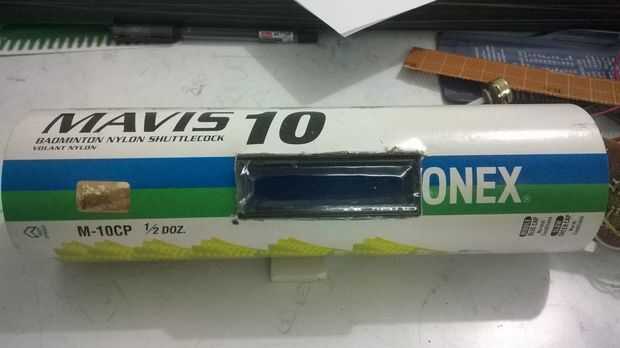 MAVIS 10
BADMINTON NYLON SHUTTLECOCK
VOLANT NYLON
ONEX
M-10CP 1/2 DOZ.